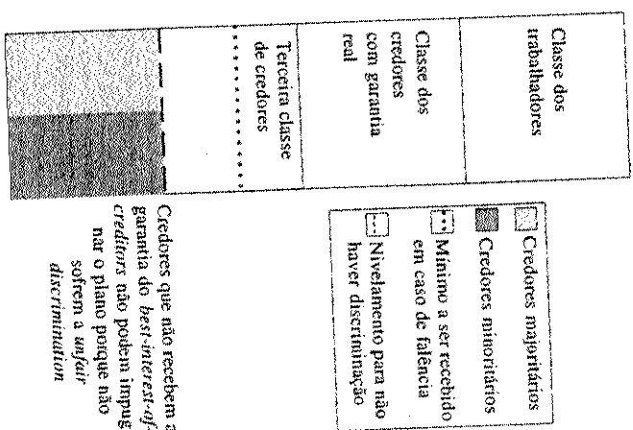 Classe dos
trabalhadores
Classe dos
credores
com garantia
real
Terceira classe
de credores
Credores majoritários
Credores minoritários
Mínimo a ser recebido
em caso de falência
Nivelamento para não
haver discriminação
Credores que não recebem a
garantia do best-interest-of-
creditors não podem impug
nar o plano porque não
sofrem a unfair
discrimination